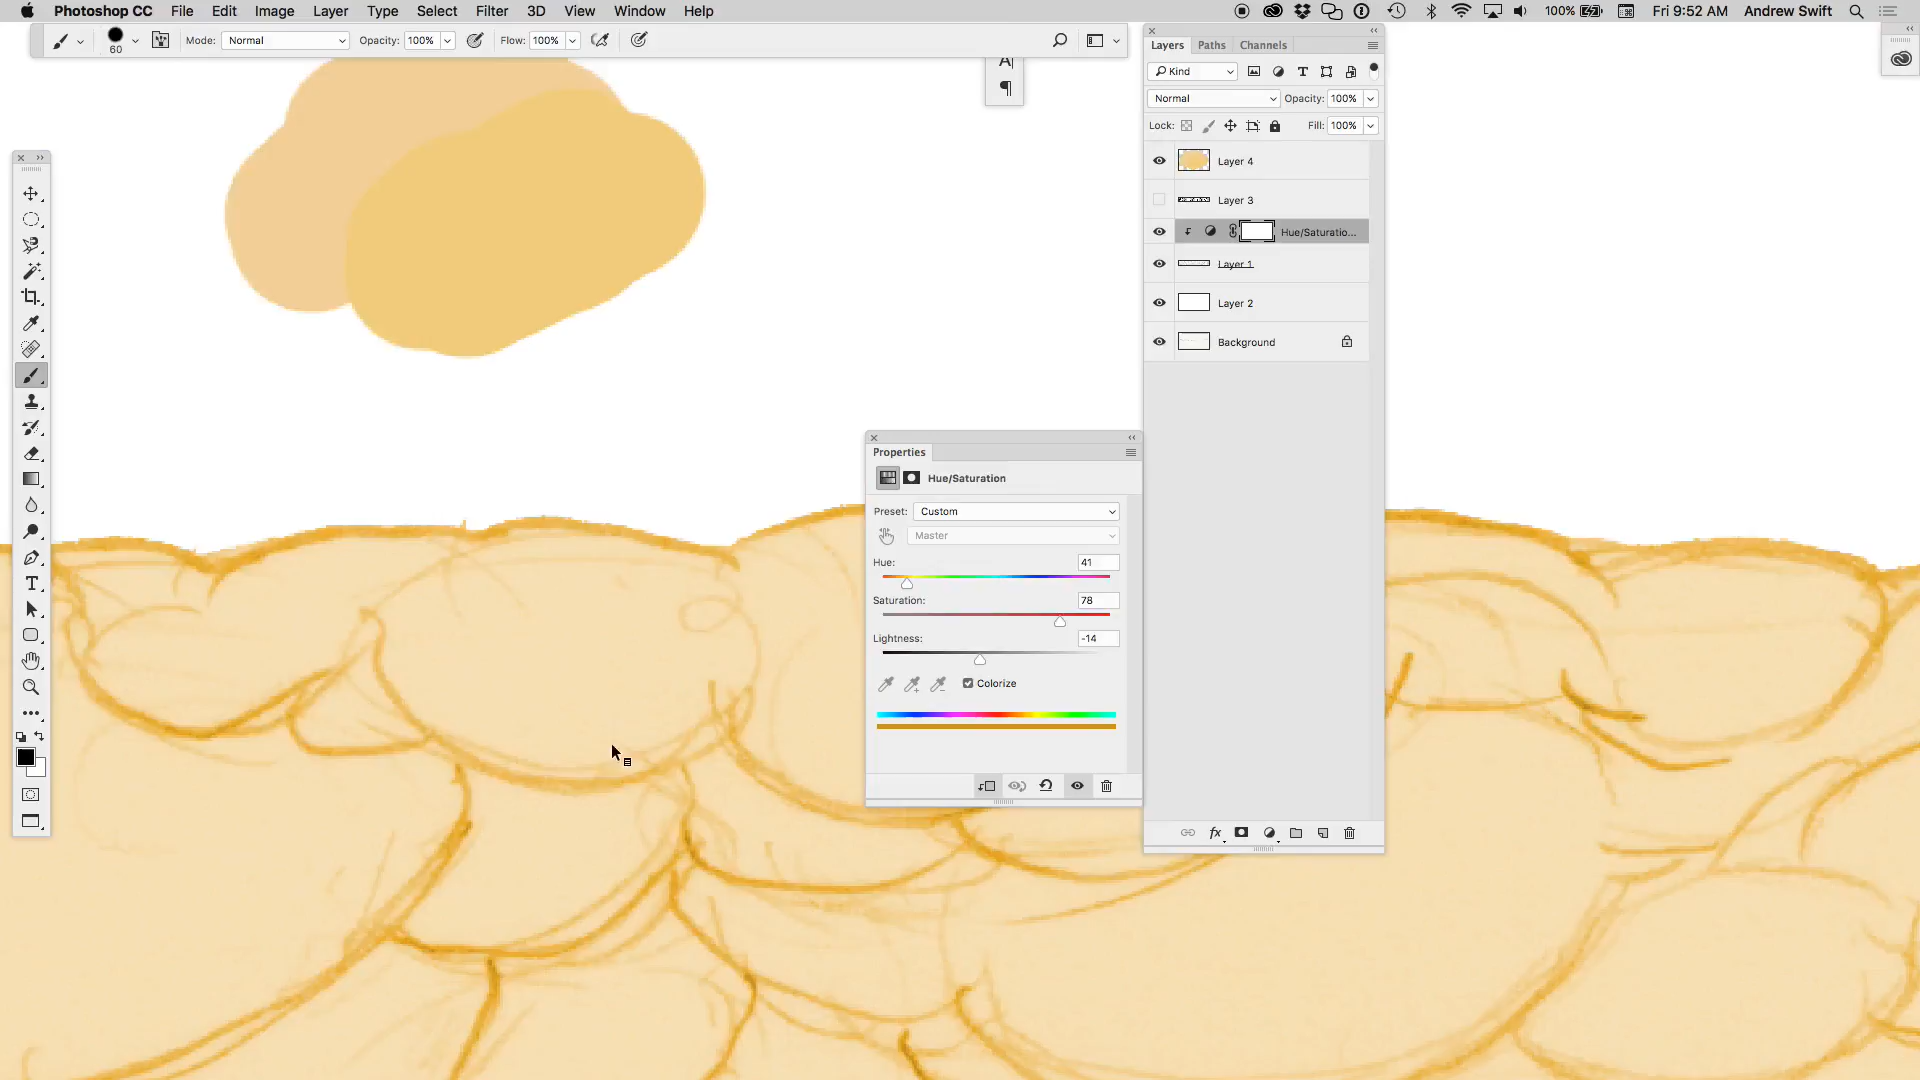 Photoshop CC File Edit Image Layer Type Select Filter 3D View Window Help 100% Fri 9:52 AM Andrew Swift
60 Mode: Normal Opacity: 100% Flow: 100%
Layers Paths Channels
Kind
Normal Opacity: 100%
Lock: Fill: 100%
Layer 4
Layer 3
Hue/Saturatio...
Layer 1
Layer 2
Background
Properties
Hue/Saturation
Preset: Custom
Master
Hue: 41
Saturation: 78
Lightness: -14
Colorize